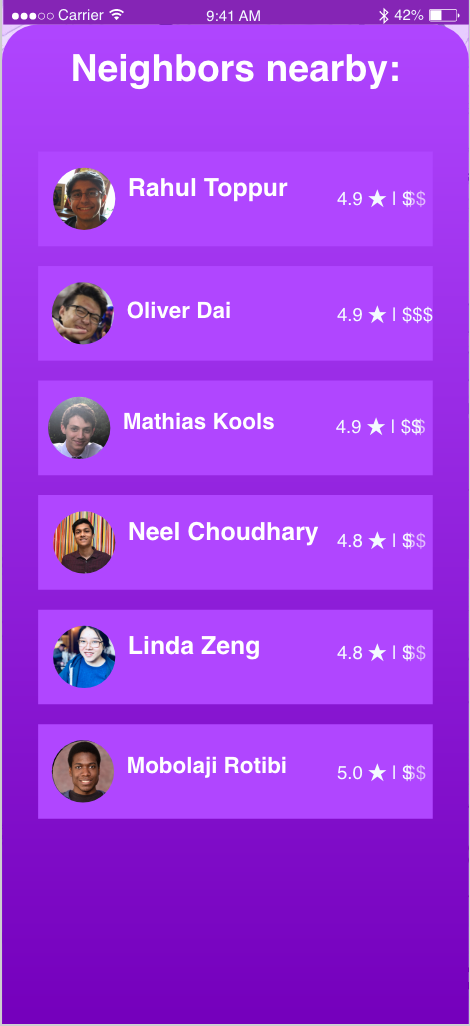 Carrier 9:41 AM 42%
Neighbors nearby:
Rahul Toppur 4.9 ★ | $$$
Oliver Dai 4.9 ★ | $$$
Mathias Kools 4.9 ★ | $$$
Neel Choudhary 4.8 ★ | $$$
Linda Zeng 4.8 ★ | $$$
Mobolaji Rotibi 5.0 ★ | $$$